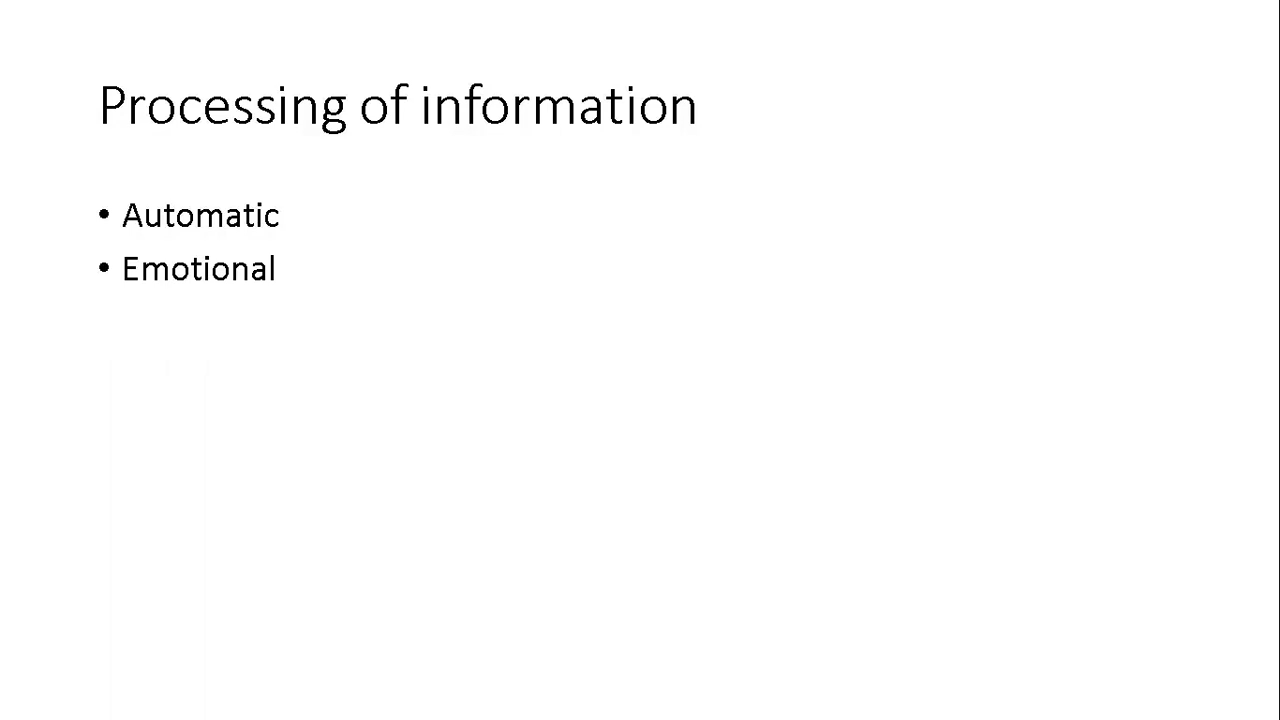 Processing of information
• Automatic
• Emotional